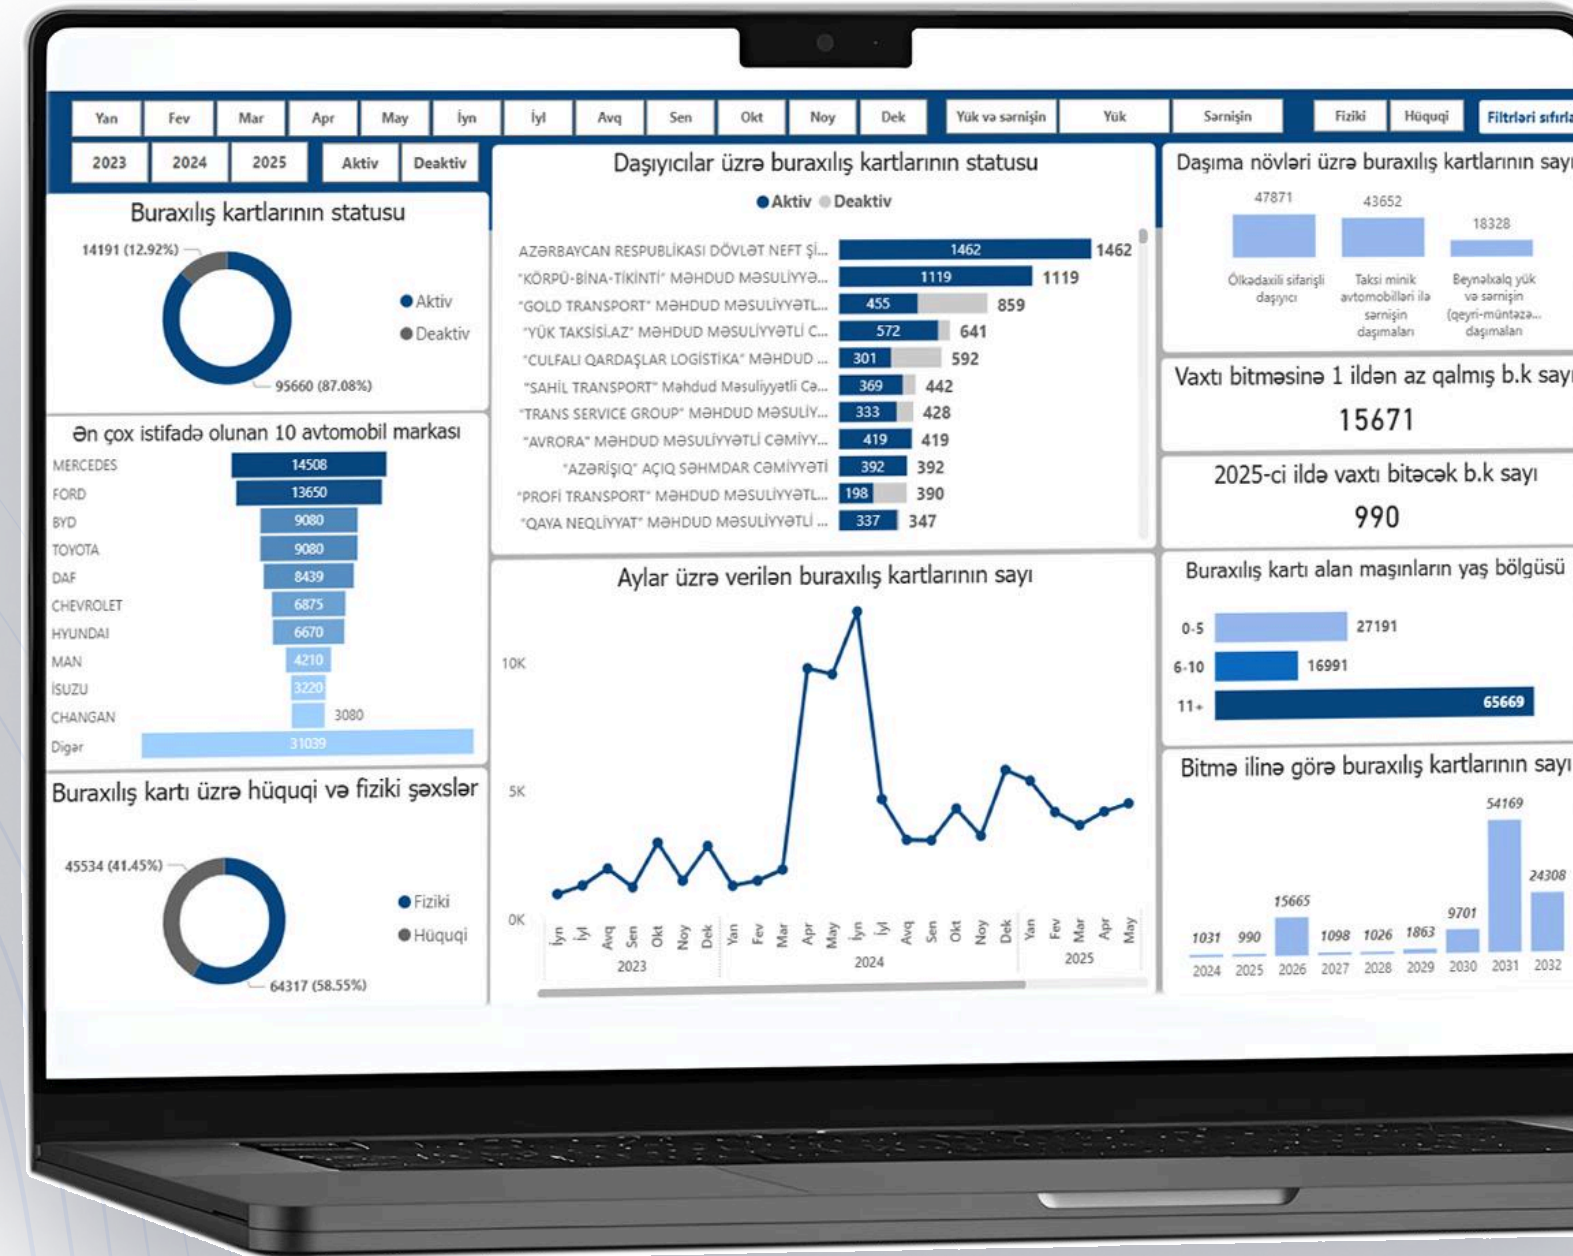 Yan Fev Mar Apr May İyn İyl Avq Sen Okt Noy Dek Yük və sərnişin Yük Sərnişin Fiziki Hüquqi Filtrləri sıfırla
2023 2024 2025 Aktiv Deaktiv
Buraxılış kartlarının statusu
14191 (12.92%)
Aktiv
Deaktiv
95660 (87.08%)
Ən çox istifadə olunan 10 avtomobil markası
MERCEDES 14508
FORD 13650
BYD 9080
TOYOTA 9080
DAF 8439
CHEVROLET 6875
HYUNDAI 6670
MAN 4210
İSUZU 3220
CHANGAN 3080
Digər 31039
Buraxılış kartı üzrə hüquqi və fiziki şəxslər
45534 (41.45%)
Fiziki
Hüquqi
64317 (58.55%)
Daşıyıcılar üzrə buraxılış kartlarının statusu
Aktiv Deaktiv
AZƏRBAYCAN RESPUBLİKASI DÖVLƏT NEFT Şİ... 1462 1462
"KÖRPÜ-BİNA-TİKİNTİ" MƏHDUD MƏSULİYYƏ... 1119 1119
"GOLD TRANSPORT" MƏHDUD MƏSULİYYƏTL... 455 859
"YÜK TAKSİSİ.AZ" MƏHDUD MƏSULİYYƏTLİ C... 572 641
"CULFALI QARDAŞLAR LOGİSTİKA" MƏHDUD ... 301 592
"SAHİL TRANSPORT" Məhdud Məsuliyyətli Cə... 369 442
"TRANS SERVICE GROUP" MƏHDUD MƏSULİY... 333 428
"AVRORA" MƏHDUD MƏSULİYYƏTLİ CƏMİYY... 419 419
"AZƏRİŞIQ" AÇIQ SƏHMDAR CƏMİYYƏTİ 392 392
"PROFİ TRANSPORT" MƏHDUD MƏSULİYYƏTL... 198 390
"QAYA NEQLİYYAT" MƏHDUD MƏSULİYYƏTLİ ... 337 347
Aylar üzrə verilən buraxılış kartlarının sayı
10K
5K
0K
İyn İyl Avq Sen Okt Noy Dek Yan Fev Mar Apr May İyn İyl Avq Sen Okt Noy Dek Yan Fev Mar Apr May
2023 2024 2025
Daşıma növləri üzrə buraxılış kartlarının sayı
47871 43652 18328
Ölkədaxili sifarişli Taksi minik Beynəlxalq yük
daşıyıcı avtomobilləri ilə və sərnişin
sərnişin (qeyri-müntəzə...
daşımaları daşımaları
Vaxtı bitməsinə 1 ildən az qalmış b.k sayı
15671
2025-ci ildə vaxtı bitəcək b.k sayı
990
Buraxılış kartı alan maşınların yaş bölgüsü
0-5 27191
6-10 16991
11+ 65669
Bitmə ilinə görə buraxılış kartlarının sayı
1031 990 15665 1098 1026 1863 9701 54169 24308
2024 2025 2026 2027 2028 2029 2030 2031 2032